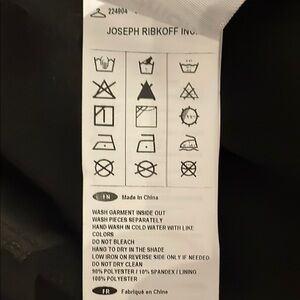 224904
JOSEPH RIBKOFF INC.
EN Made In China
WASH GARMENT INSIDE OUT
WASH PIECES SEPARATELY
HAND WASH IN COLD WATER WITH LIKE
COLORS
DO NOT BLEACH
HANG TO DRY IN THE SHADE
LOW IRON ON REVERSE SIDE ONLY IF NEEDED
DO NOT DRY CLEAN
90% POLYESTER / 10% SPANDEX / LINING
100% POLYESTER
FR Fabriqué en Chine